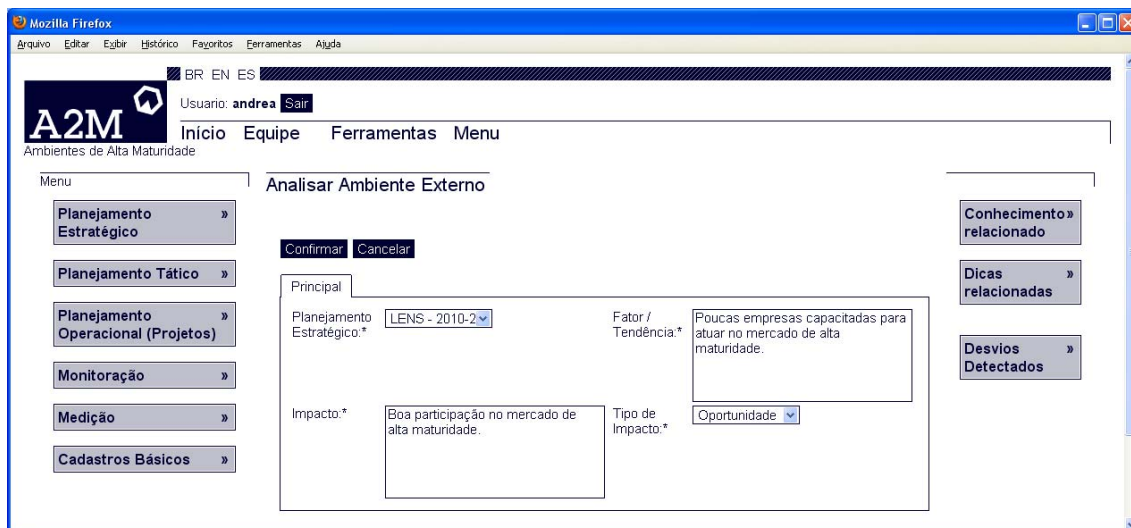 Mozilla Firefox
Arquivo Editar Exibir Histórico Favoritos Ferramentas Ajuda
BR EN ES
Usuario: andrea Sair
A2M
Início Equipe Ferramentas Menu
Ambientes de Alta Maturidade
Menu
Planejamento »
Estratégico
Planejamento Tático »
Planejamento »
Operacional (Projetos)
Monitoração »
Medição »
Cadastros Básicos »
Analisar Ambiente Externo
Confirmar Cancelar
Principal
Planejamento
Estratégico:*
LENS - 2010-2
Fator /
Tendência:*
Poucas empresas capacitadas para
atuar no mercado de alta
maturidade.
Impacto:*
Boa participação no mercado de
alta maturidade.
Tipo de
Impacto:*
Oportunidade
Conhecimento»
relacionado
Dicas »
relacionadas
Desvios »
Detectados